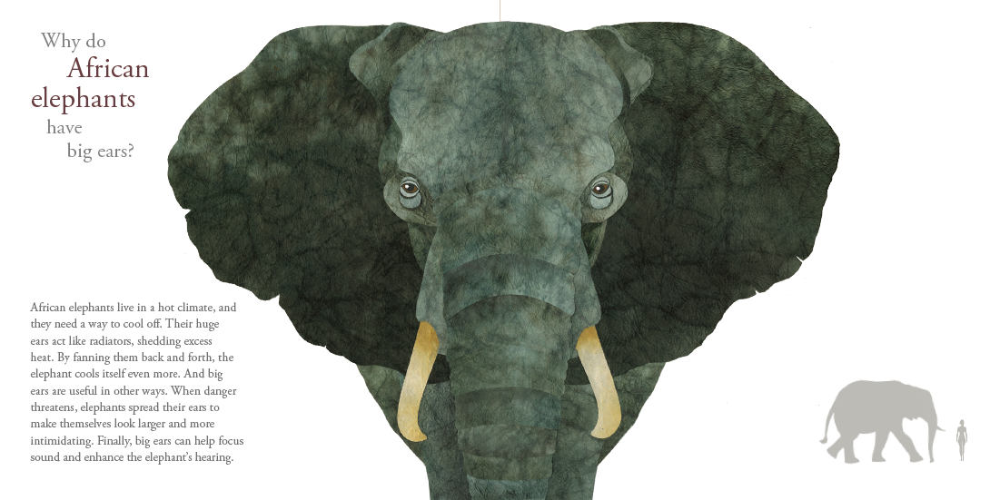 Why do
African
elephants
have
big ears?
African elephants live in a hot climate, and
they need a way to cool off. Their huge
ears act like radiators, shedding excess
heat. By fanning them back and forth, the
elephant cools itself even more. And big
ears are useful in other ways. When danger
threatens, elephants spread their ears to
make themselves look larger and more
intimidating. Finally, big ears can help focus
sound and enhance the elephant’s hearing.